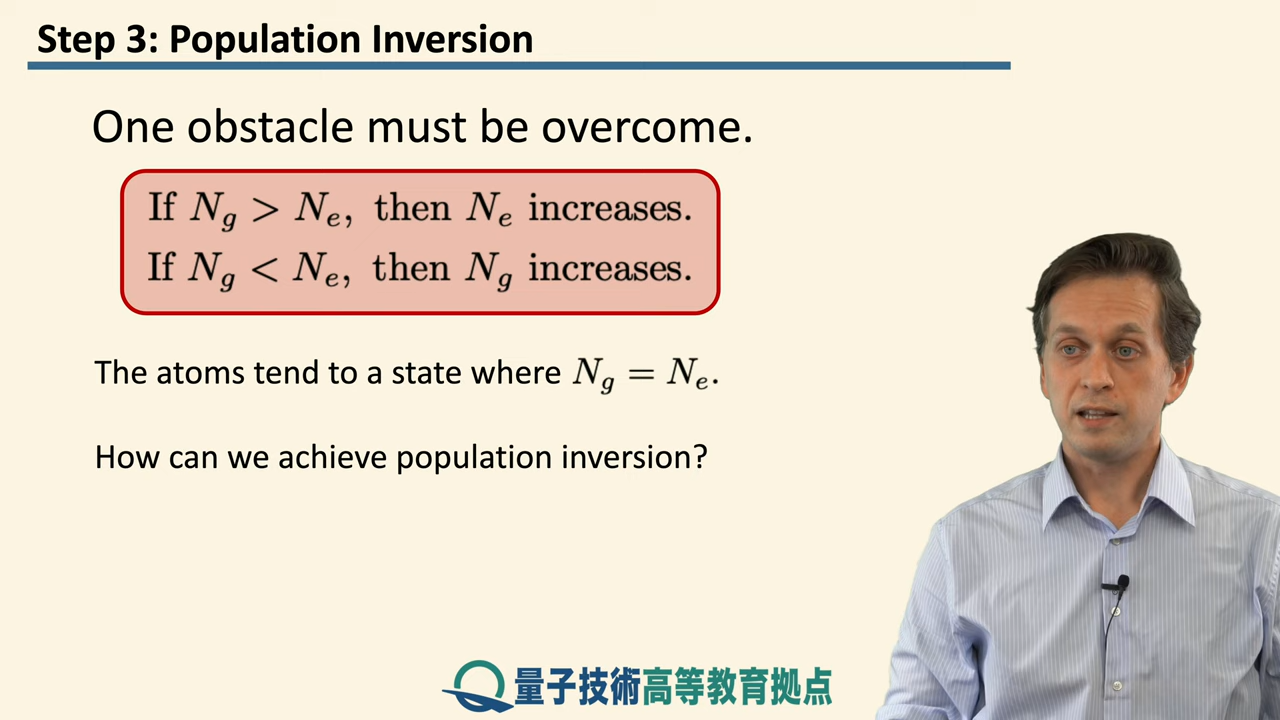 Step 3: Population Inversion
One obstacle must be overcome.
If N_g > N_e, then N_e increases.
If N_g < N_e, then N_g increases.
The atoms tend to a state where N_g = N_e.
How can we achieve population inversion?
量子技術高等教育拠点